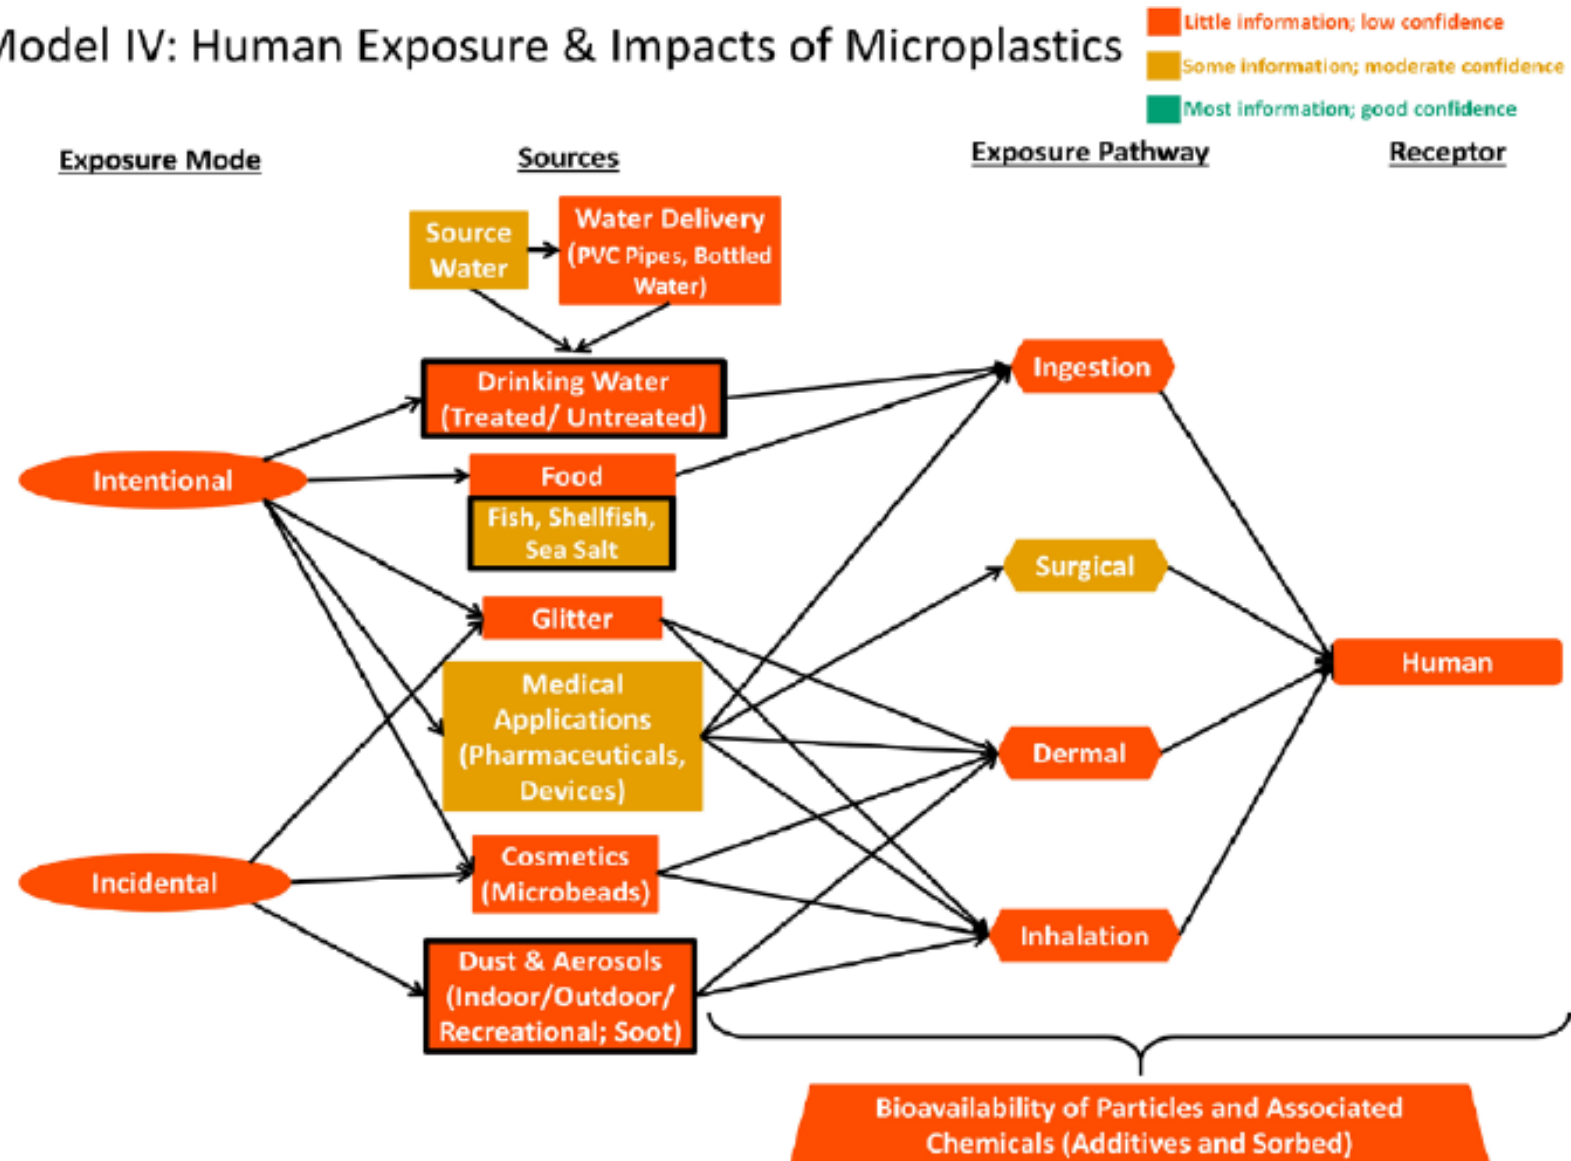 Model IV: Human Exposure & Impacts of Microplastics
Little information; low confidence
Some information; moderate confidence
Most information; good confidence
Exposure Mode
Sources
Exposure Pathway
Receptor
Source
Water
Water Delivery
(PVC Pipes, Bottled
Water)
Drinking Water
(Treated/ Untreated)
Ingestion
Intentional
Food
Fish, Shellfish,
Sea Salt
Surgical
Glitter
Human
Medical
Applications
(Pharmaceuticals,
Devices)
Dermal
Cosmetics
(Microbeads)
Incidental
Inhalation
Dust & Aerosols
(Indoor/Outdoor/
Recreational; Soot)
Bioavailability of Particles and Associated
Chemicals (Additives and Sorbed)